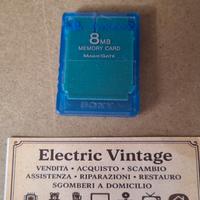 8MB
MEMORY CARD
MAGICGATE
SONY
Electric Vintage
VENDITA • ACQUISTO • SCAMBIO
ASSISTENZA • RIPARAZIONI • RESTAURO
SGOMBERI A DOMICILIO